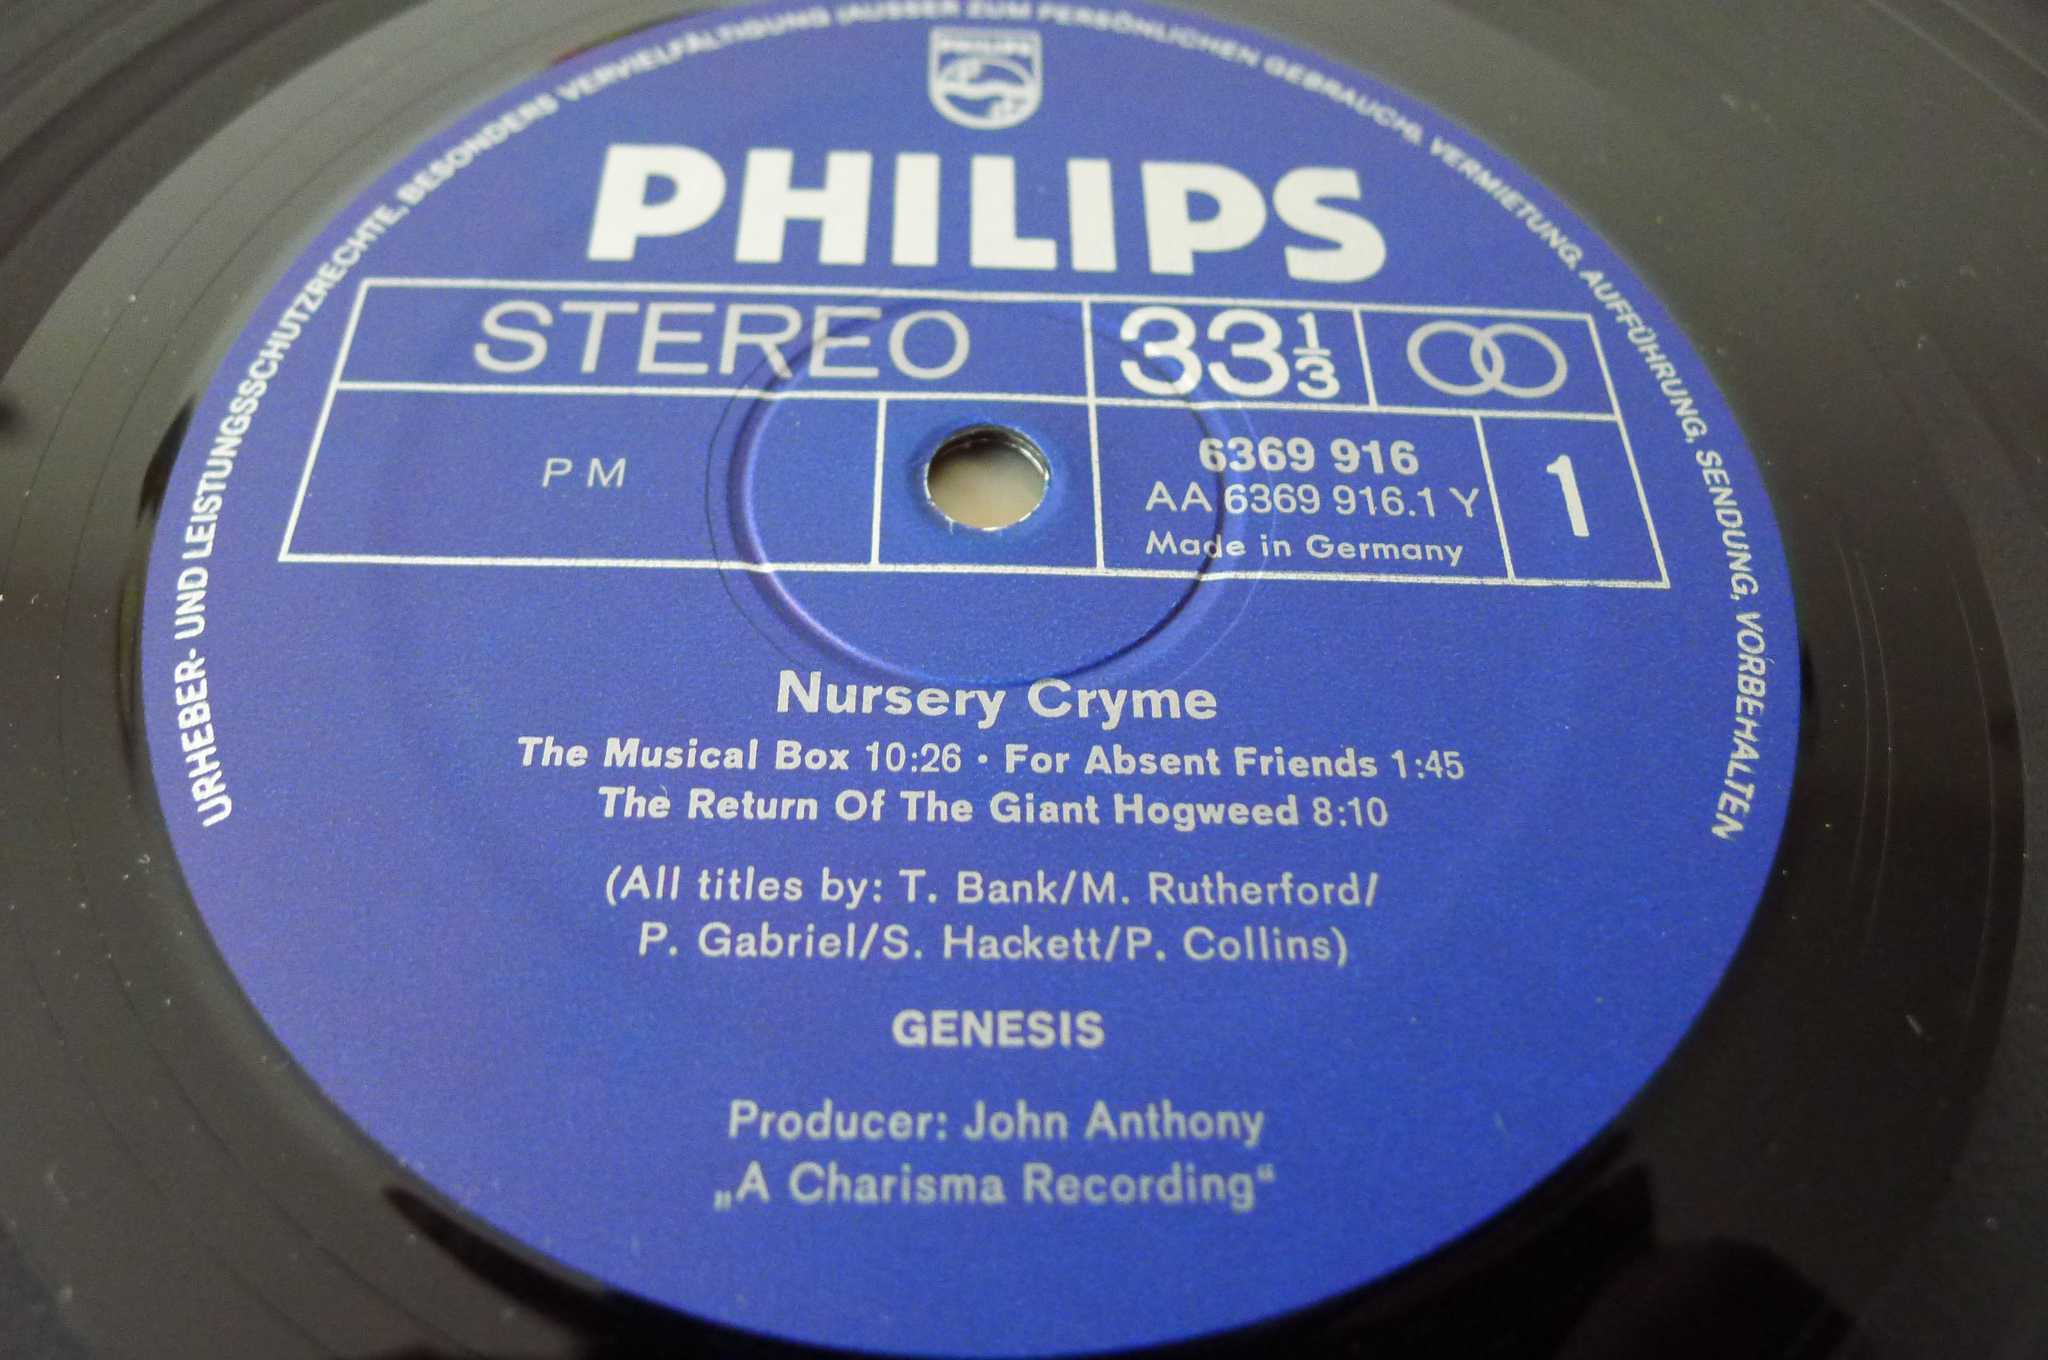 URHEBER- UND LEISTUNGSSCHUTZRECHTE, BESONDERS VERVIELFÄLTIGUNG (AUSSER ZUM PERSÖNLICHEN GEBRAUCH), VERMIETUNG, AUFFÜHRUNG, SENDUNG, VORBEHALTEN
PHILIPS
PHILIPS
STEREO 33 1/3
PM 6369 916 1
AA 6369 916.1 Y
Made in Germany
Nursery Cryme
The Musical Box 10:26 · For Absent Friends 1:45
The Return Of The Giant Hogweed 8:10
(All titles by: T. Bank/M. Rutherford/
P. Gabriel/S. Hackett/P. Collins)
GENESIS
Producer: John Anthony
„A Charisma Recording“